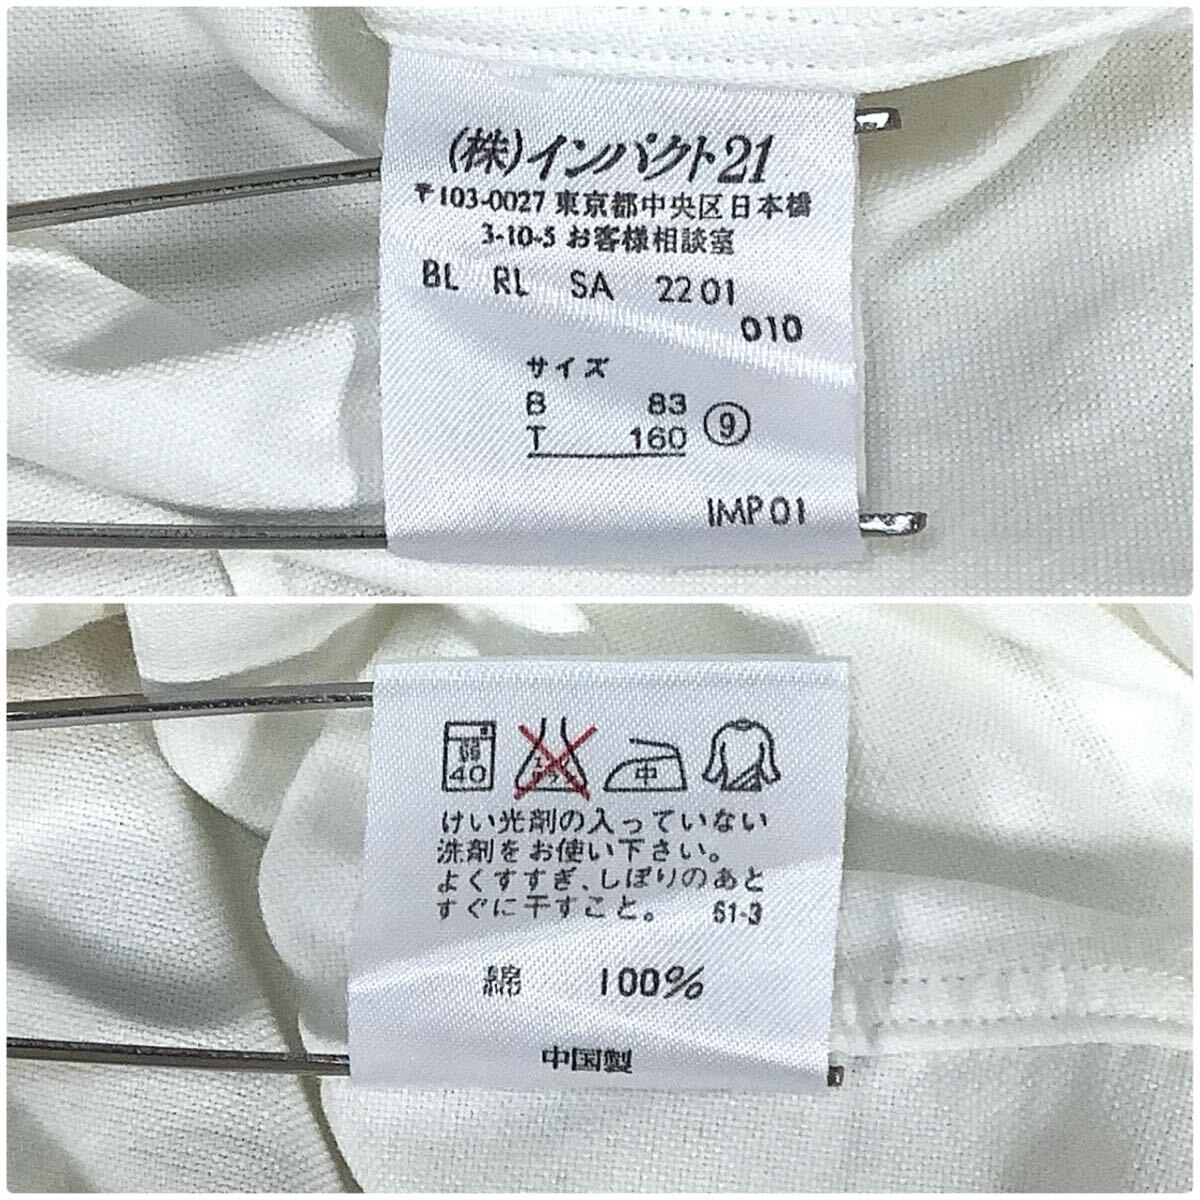 (株)インパクト21
〒103-0027 東京都中央区日本橋
3-10-5 お客様相談室
BL RL SA 2201
010
サイズ
B 83
T 160 ⑨
IMP01
40
中
けい光剤の入っていない
洗剤をお使い下さい。
よくすすぎ、しぼりのあと
すぐに干すこと。 61-3
綿 100%
中国製